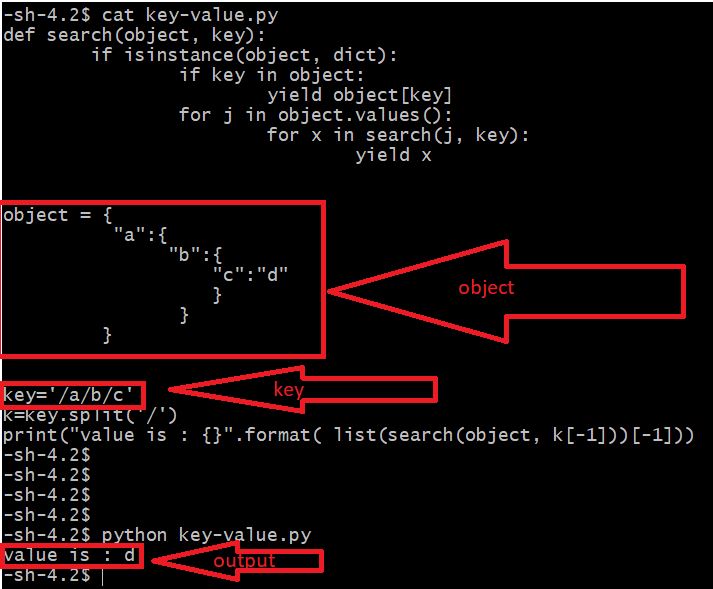 -sh-4.2$ cat key-value.py
def search(object, key):
        if isinstance(object, dict):
                if key in object:
                        yield object[key]
                for j in object.values():
                        for x in search(j, key):
                                yield x
object = {
          "a":{
               "b":{
                   "c":"d"
                   }
                }
         }
object
key='/a/b/c'
key
k=key.split('/')
print("value is : {}".format( list(search(object, k[-1]))[-1]))
-sh-4.2$
-sh-4.2$
-sh-4.2$
-sh-4.2$
-sh-4.2$ python key-value.py
value is : d
output
-sh-4.2$